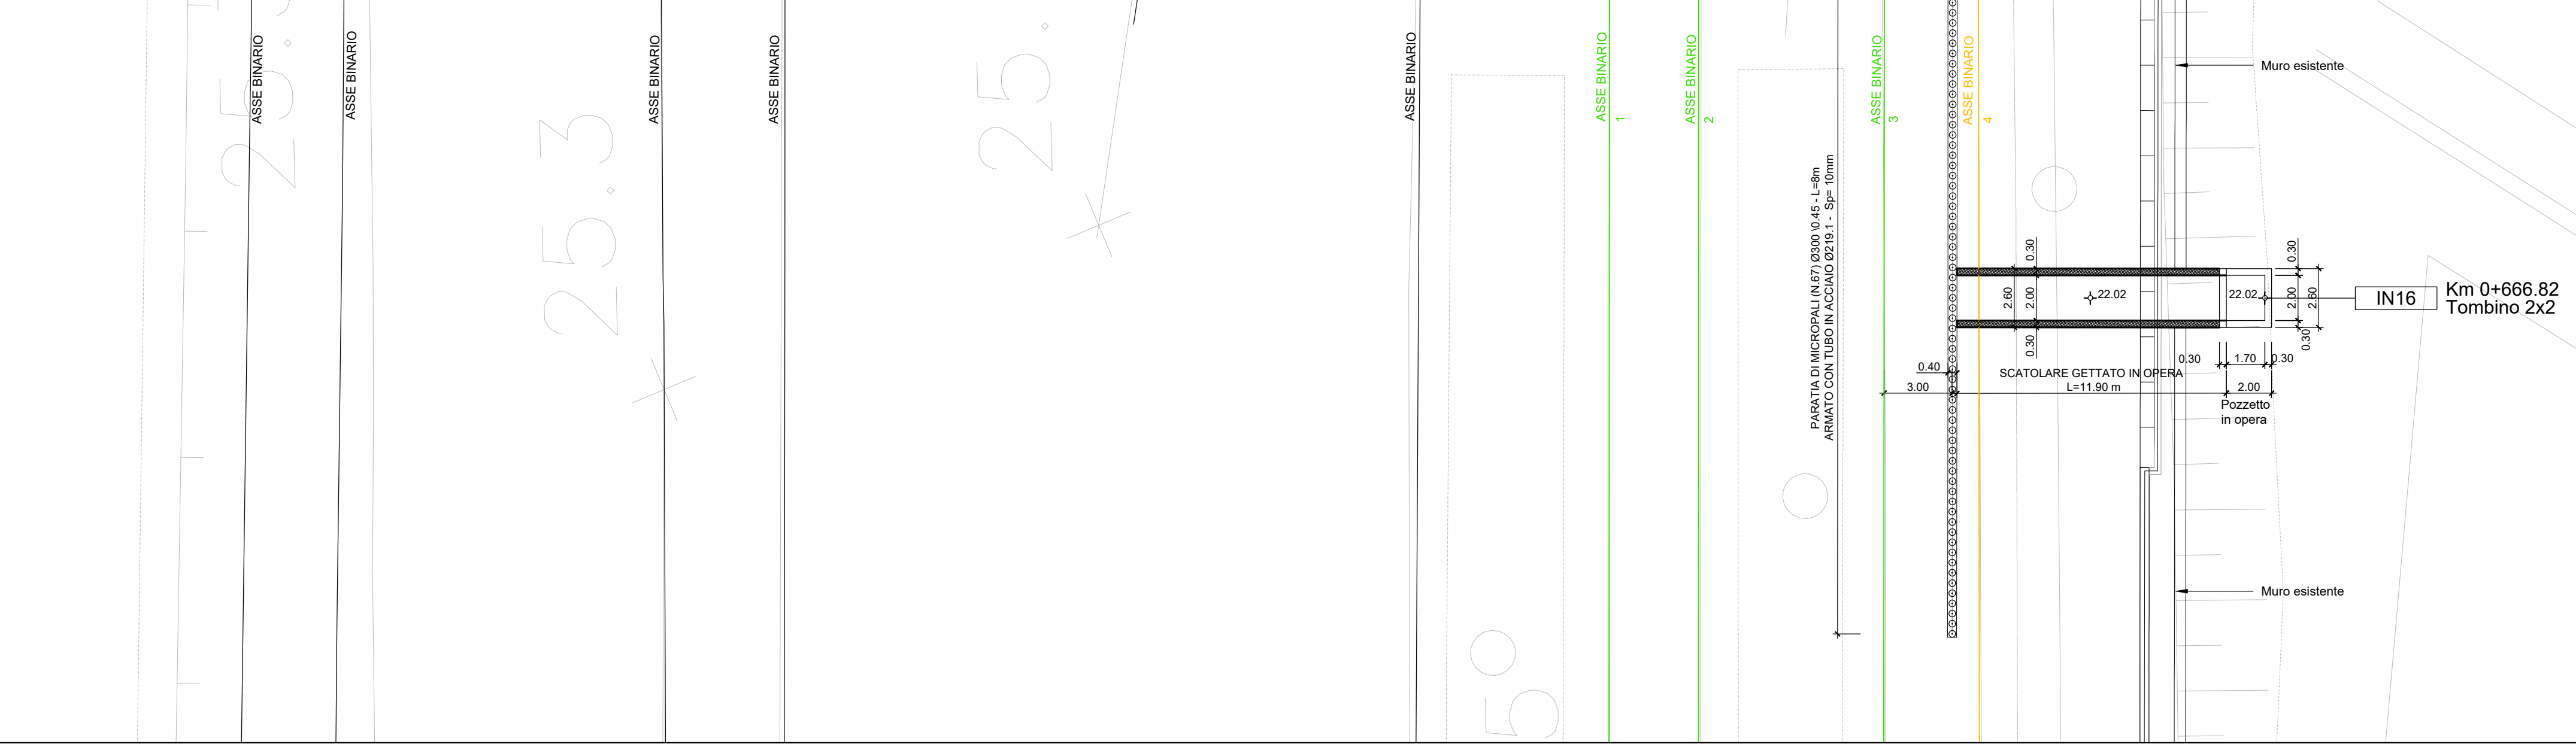 ASSE BINARIO
ASSE BINARIO
ASSE BINARIO
ASSE BINARIO
ASSE BINARIO
ASSE BINARIO
1
ASSE BINARIO
2
ASSE BINARIO
3
ASSE BINARIO
4
25.3
25.
PARATIA DI MICROPALI (N.67) Ø300 \0.45 - L=8m
ARMATO CON TUBO IN ACCIAIO Ø219.1 - Sp= 10mm
Muro esistente
0.30
2.60
2.00
0.30
22.02
22.02
0.30
2.00
2.60
0.30
IN16
Km 0+666.82
Tombino 2x2
0.30
1.70
0.30
0.40
3.00
SCATOLARE GETTATO IN OPERA
L=11.90 m
2.00
Pozzetto
in opera
Muro esistente